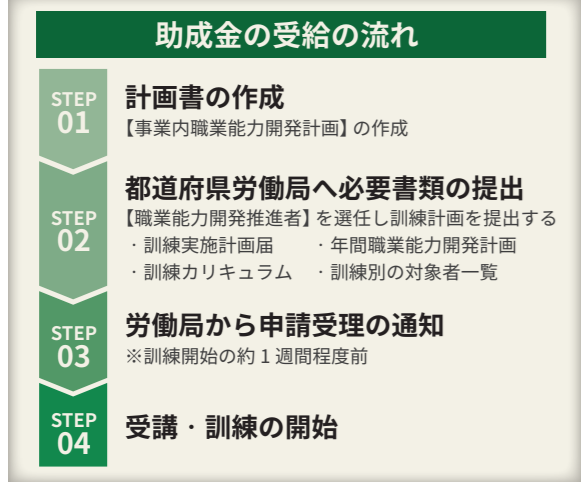 助成金の受給の流れ
STEP
01
計画書の作成
【事業内職業能力開発計画】の作成
STEP
02
都道府県労働局へ必要書類の提出
【職業能力開発推進者】を選任し訓練計画を提出する
・訓練実施計画届 ・年間職業能力開発計画
・訓練カリキュラム ・訓練別の対象者一覧
STEP
03
労働局から申請受理の通知
※訓練開始の約1週間程度前
STEP
04
受講・訓練の開始